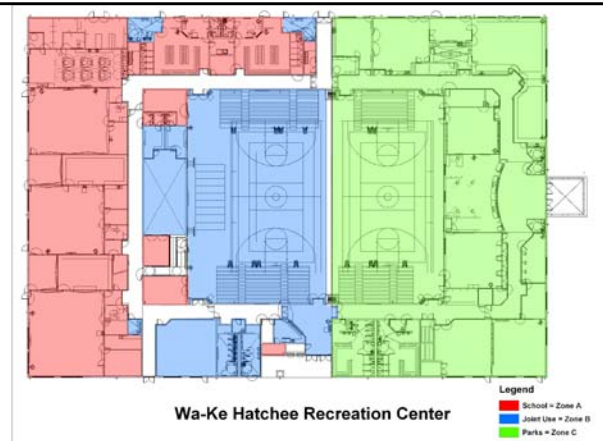 Wa-Ke Hatchee Recreation Center
Legend
School = Zone A
Joint Use = Zone B
Parks = Zone C